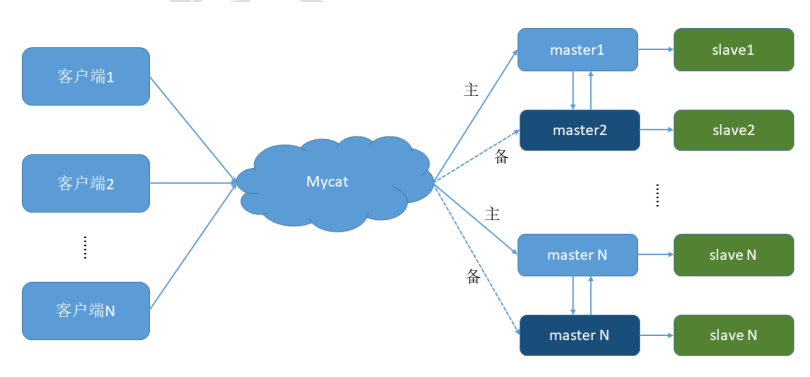 客户端1
客户端2
客户端N
Mycat
主
备
主
备
master1
slave1
master2
slave2
master N
slave N
master N
slave N